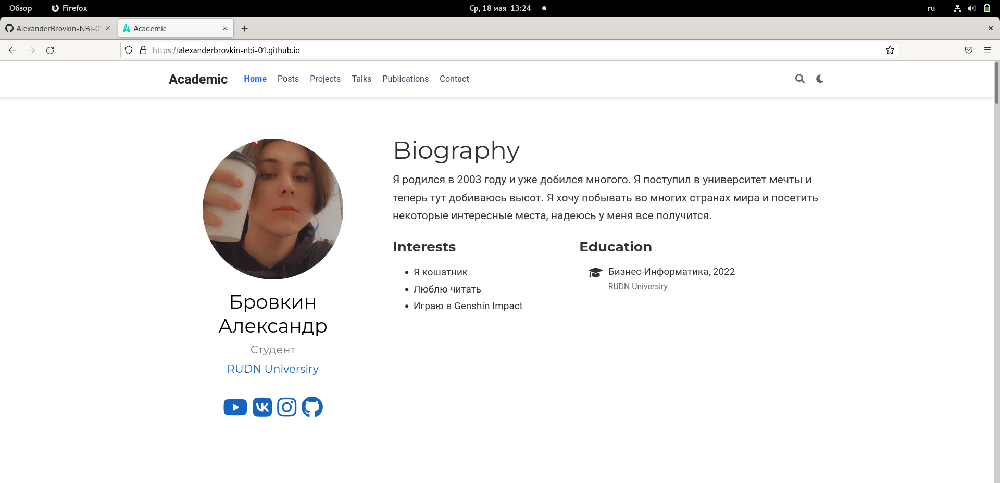 Обзор Firefox Ср, 18 мая 13:24 ru
AlexanderBrovkin-NBI-01 Academic
https://alexanderbrovkin-nbi-01.github.io
Academic Home Posts Projects Talks Publications Contact
Biography
Я родился в 2003 году и уже добился многого. Я поступил в университет мечты и
теперь тут добиваюсь высот. Я хочу побывать во многих странах мира и посетить
некоторые интересные места, надеюсь у меня все получится.
Interests
Я кошатник
Люблю читать
Играю в Genshin Impact
Education
Бизнес-Информатика, 2022
RUDN Universiry
Бровкин
Александр
Студент
RUDN Universiry